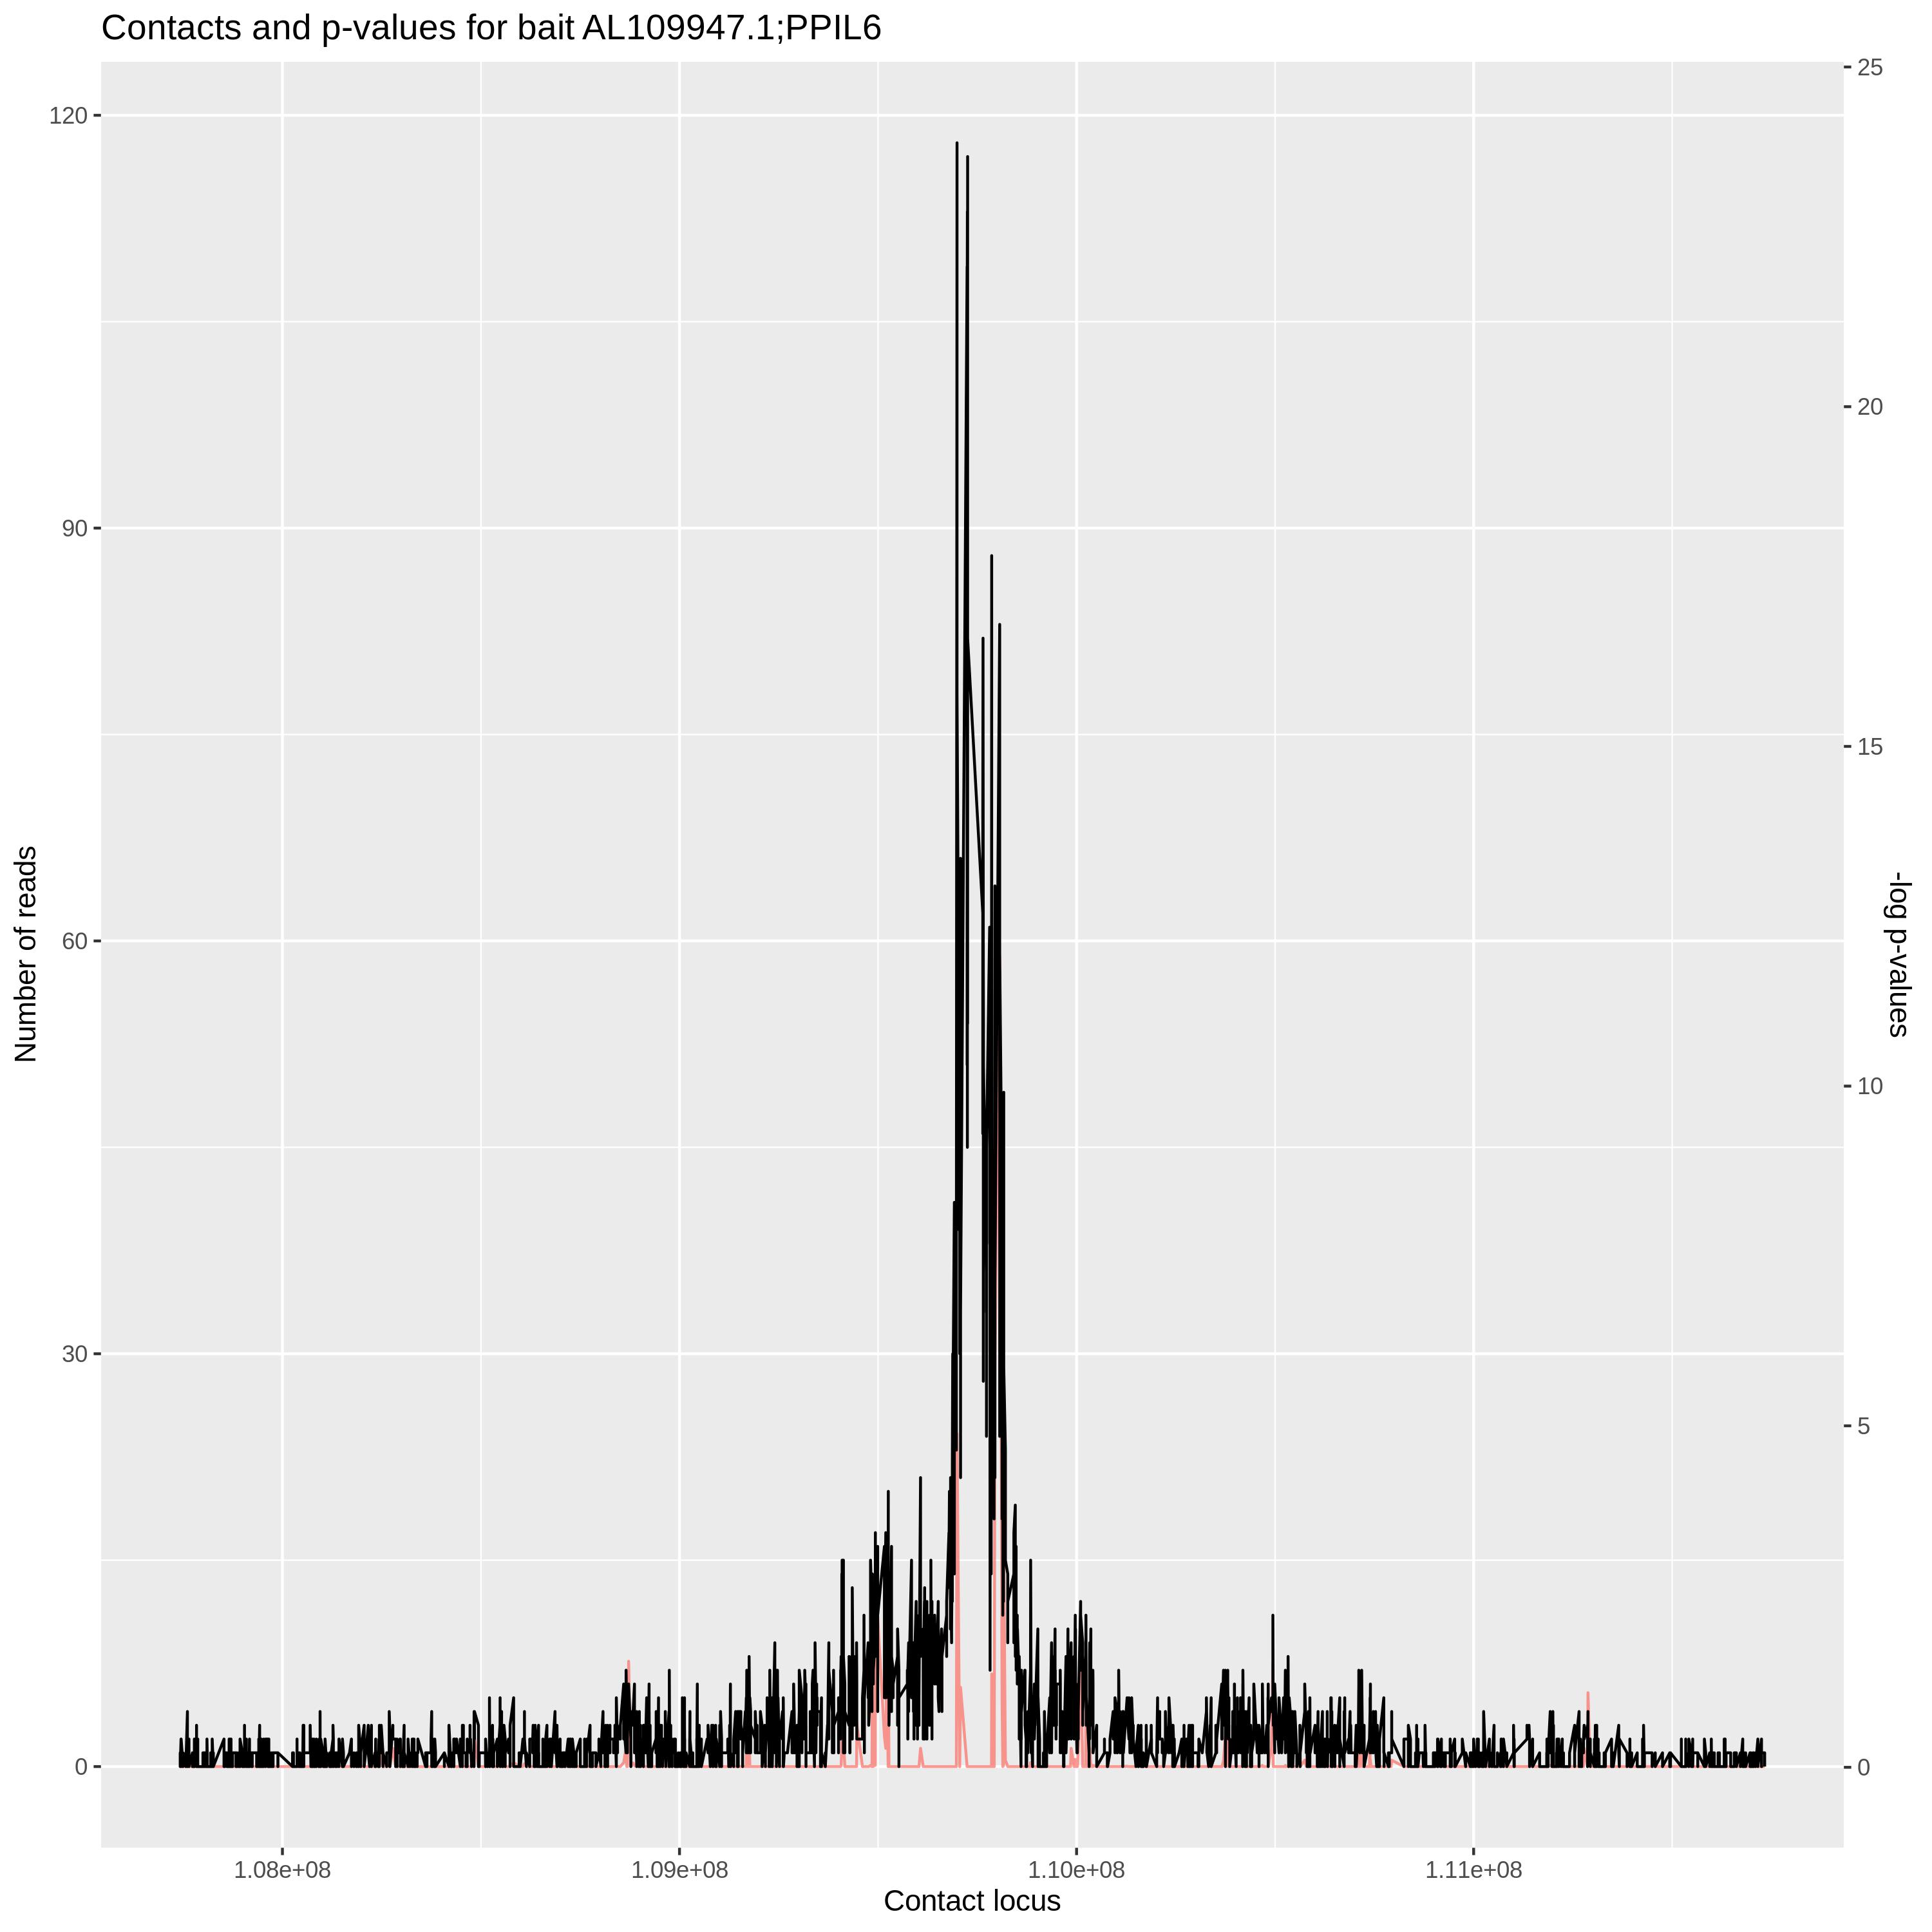 Contacts and p-values for bait AL109947.1;PPIL6
120
90
60
30
0
Number of reads
25
20
15
10
5
0
-log p-values
1.08e+08
1.09e+08
1.10e+08
1.11e+08
Contact locus